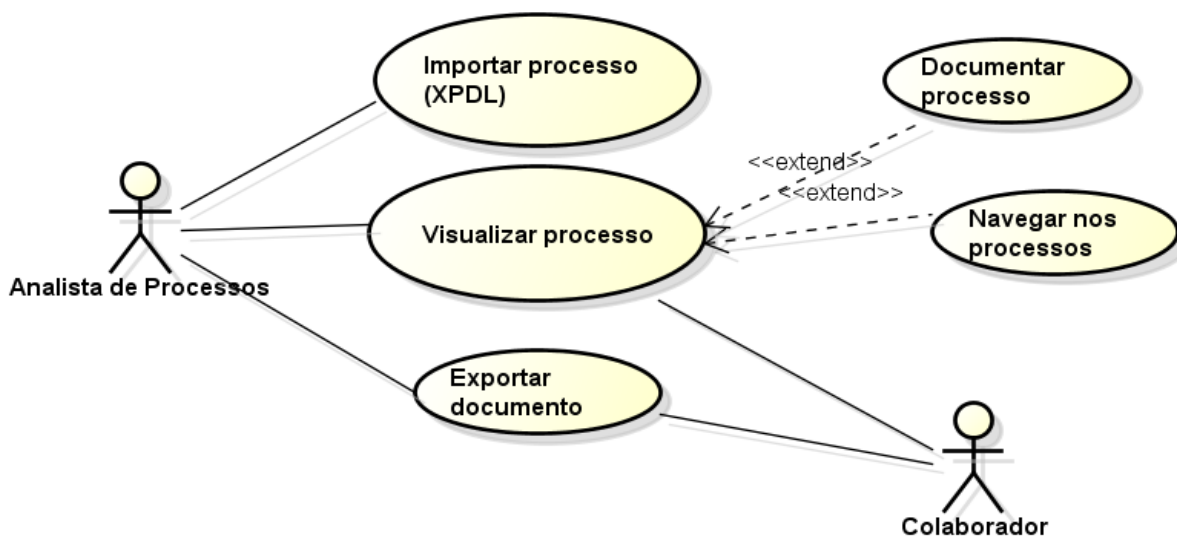 Importar processo
(XPDL)
Documentar
processo
<<extend>>
<<extend>>
Visualizar processo
Navegar nos
processos
Analista de Processos
Exportar
documento
Colaborador